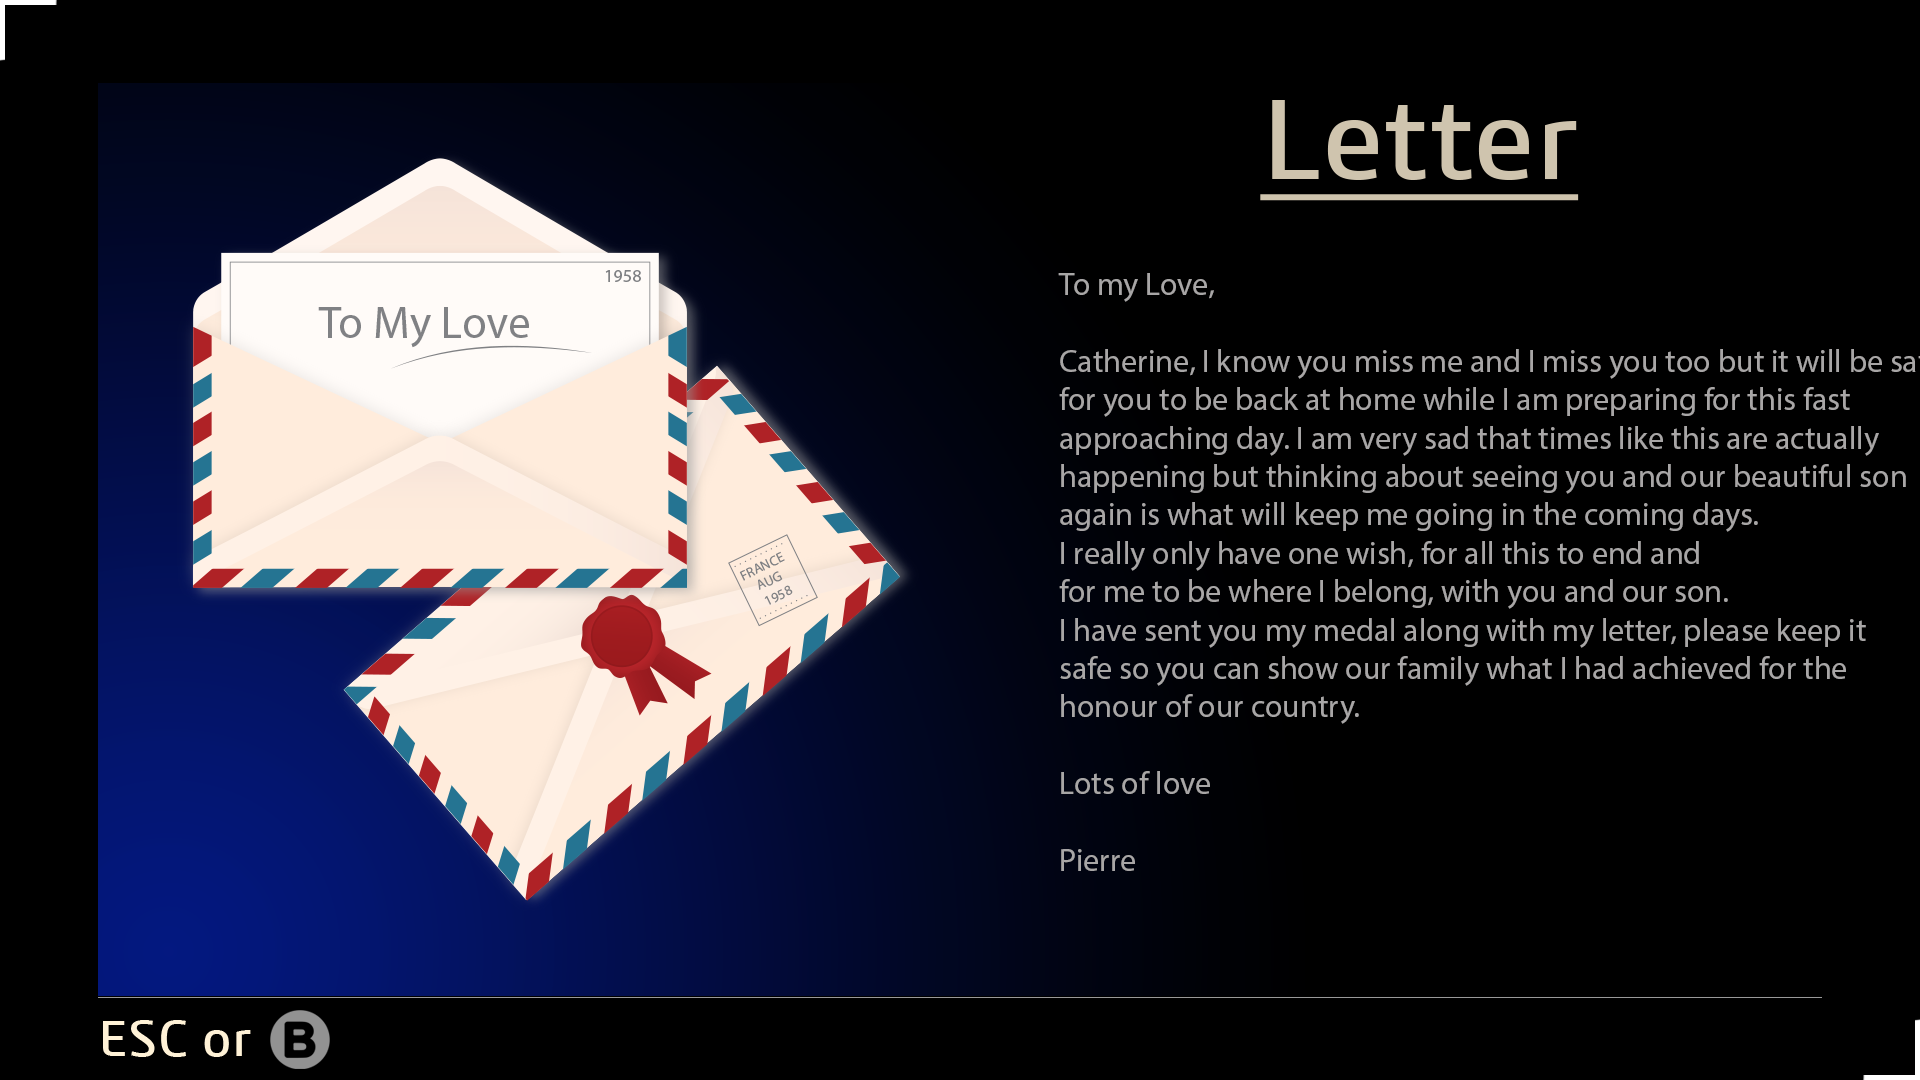 Letter
1958
To My Love
FRANCE
AUG
1958
To my Love,
Catherine, I know you miss me and I miss you too but it will be
for you to be back at home while I am preparing for this fast
approaching day. I am very sad that times like this are actually
happening but thinking about seeing you and our beautiful son
again is what will keep me going in the coming days.
I really only have one wish, for all this to end and
for me to be where I belong, with you and our son.
I have sent you my medal along with my letter, please keep it
safe so you can show our family what I had achieved for the
honour of our country.
Lots of love
Pierre
ESC or B